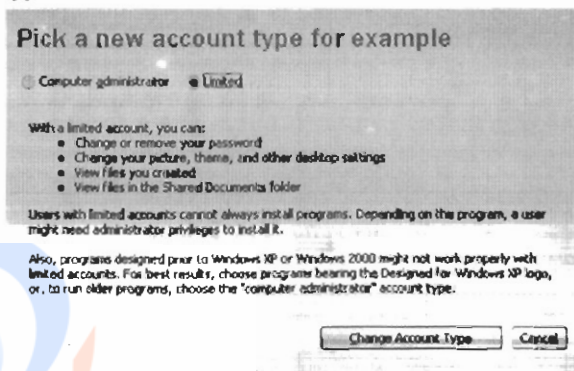 Pick a new account type for example
Computer administrator Limited
With a limited account, you can:
Change or remove your password
Change your picture, theme, and other desktop settings
View files you created
View files in the Shared Documents folder
Users with limited accounts cannot always install programs. Depending on the program, a user
might need administrator privileges to install it.
Also, programs designed prior to Windows XP or Windows 2000 might not work properly with
limited accounts. For best results, choose programs bearing the Designed for Windows XP logo,
or, to run older programs, choose the "computer administrator" account type.
Change Account Type Cancel